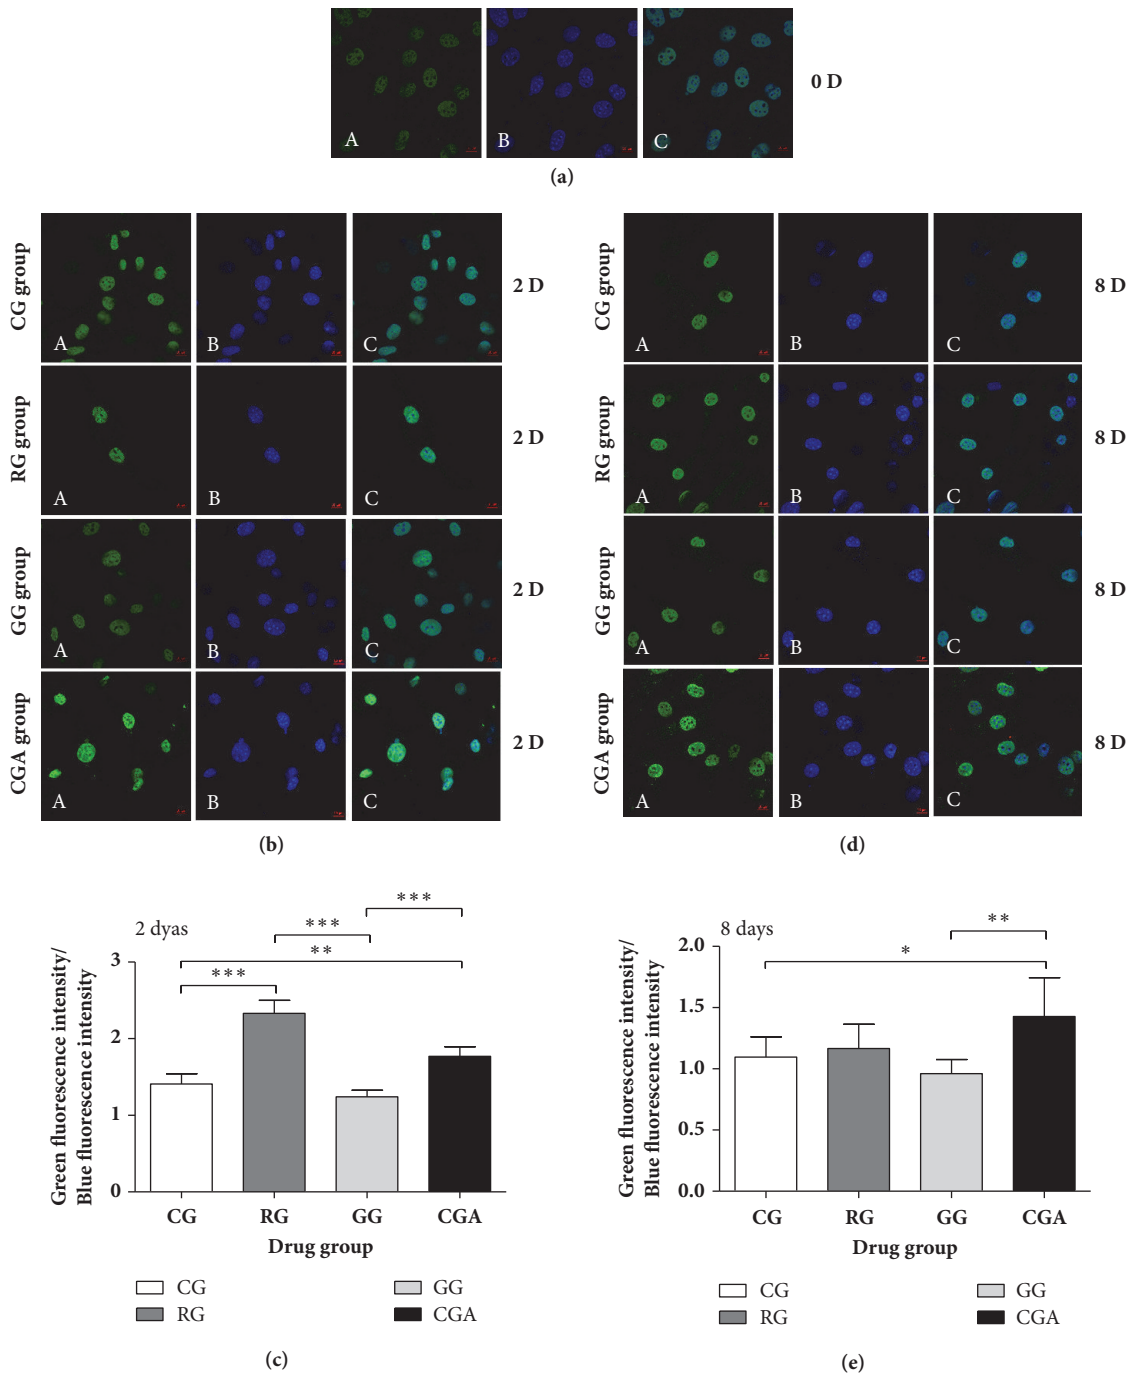 A B C 0 D
(a)
CG group A B C 2 D
RG group A B C 2 D
GG group A B C 2 D
CGA group A B C 2 D
(b)
CG group A B C 8 D
RG group A B C 8 D
GG group A B C 8 D
CGA group A B C 8 D
(d)
2 dyas
Green fluorescence intensity/
Blue fluorescence intensity
3
2
1
0
***
***
**
***
CG RG GG CGA
Drug group
CG GG
RG CGA
(c)
8 days
Green fluorescence intensity/
Blue fluorescence intensity
2.0
1.5
1.0
0.5
0.0
**
*
CG RG GG CGA
Drug group
CG GG
RG CGA
(e)